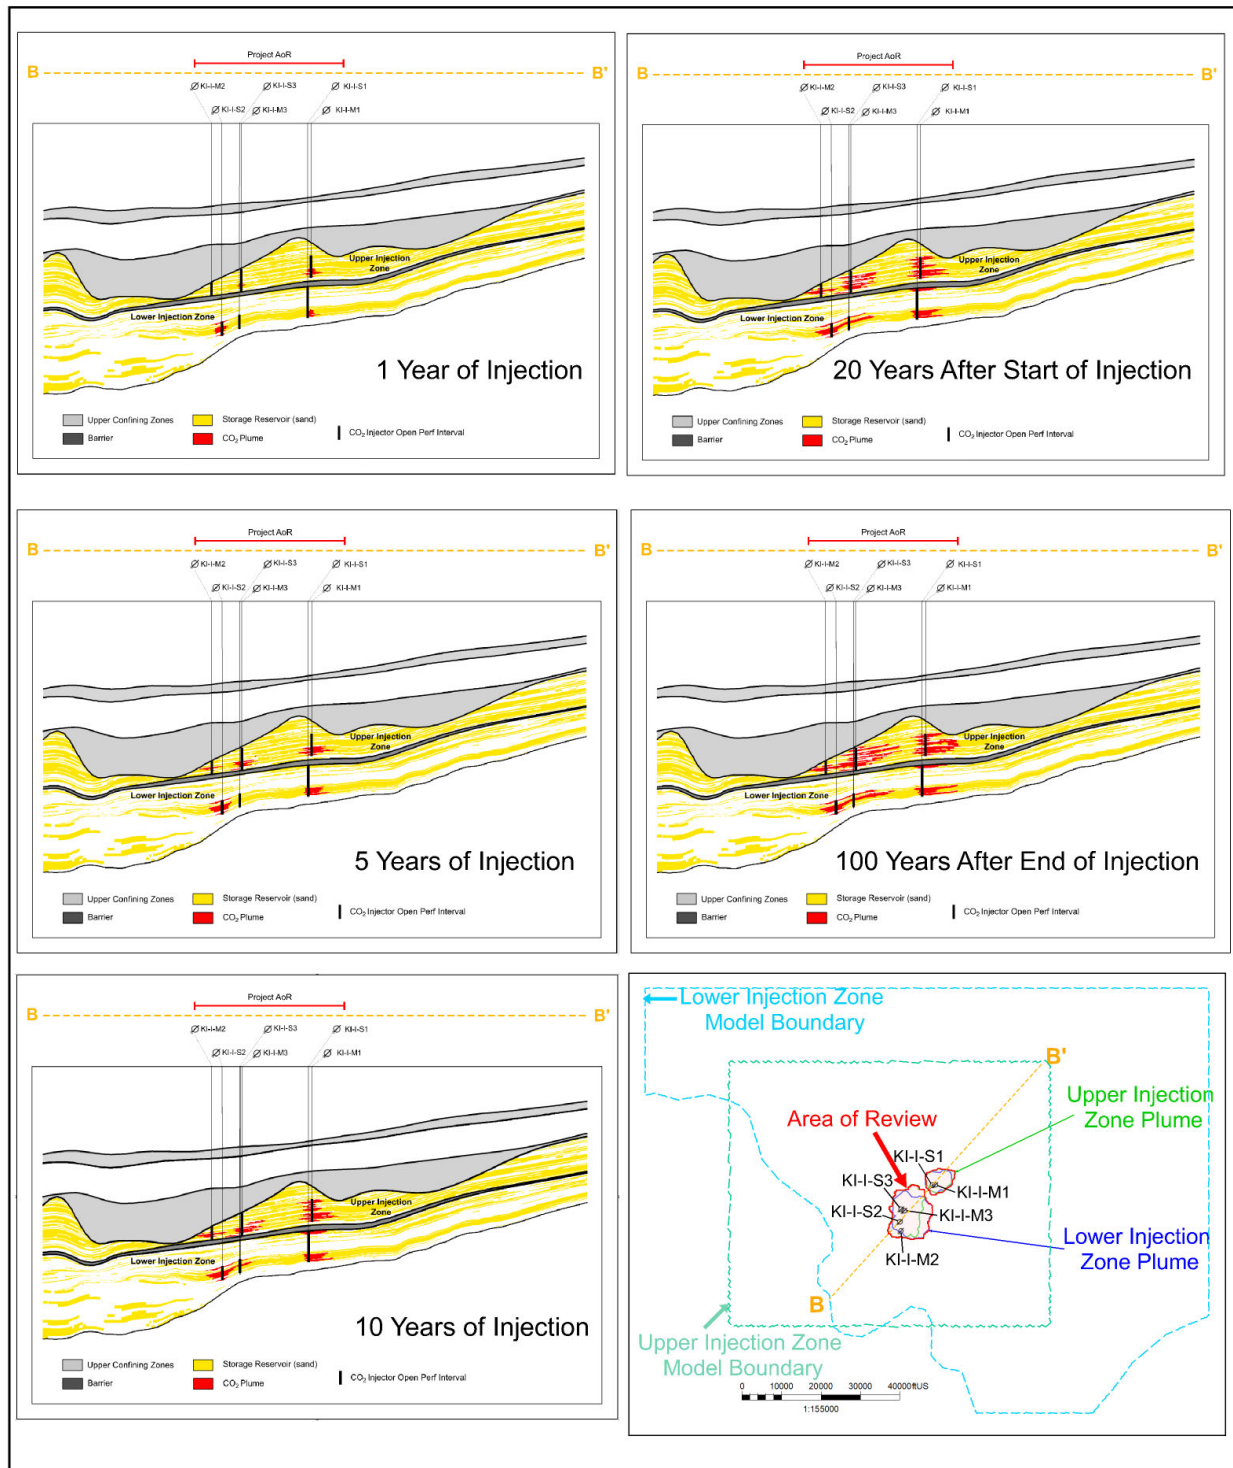 Project AoR
B
B'
KI-I-M2
KI-I-S3
KI-I-S1
KI-I-S2
KI-I-M3
KI-I-M1
Upper Injection
Zone
Lower Injection Zone
1 Year of Injection
Upper Confining Zones
Storage Reservoir (sand)
CO₂ Injector Open Perf Interval
Barrier
CO₂ Plume
Project AoR
B
B'
KI-I-M2
KI-I-S3
KI-I-S1
KI-I-S2
KI-I-M3
KI-I-M1
Upper Injection
Zone
Lower Injection Zone
20 Years After Start of Injection
Upper Confining Zones
Storage Reservoir (sand)
CO₂ Injector Open Perf Interval
Barrier
CO₂ Plume
Project AoR
B
B'
KI-I-M2
KI-I-S3
KI-I-S1
KI-I-S2
KI-I-M3
KI-I-M1
Upper Injection
Zone
Lower Injection Zone
5 Years of Injection
Upper Confining Zones
Storage Reservoir (sand)
CO₂ Injector Open Perf Interval
Barrier
CO₂ Plume
Project AoR
B
B'
KI-I-M2
KI-I-S3
KI-I-S1
KI-I-S2
KI-I-M3
KI-I-M1
Upper Injection
Zone
Lower Injection Zone
100 Years After End of Injection
Upper Confining Zones
Storage Reservoir (sand)
CO₂ Injector Open Perf Interval
Barrier
CO₂ Plume
Project AoR
B
B'
KI-I-M2
KI-I-S3
KI-I-S1
KI-I-S2
KI-I-M3
KI-I-M1
Upper Injection
Zone
Lower Injection Zone
10 Years of Injection
Upper Confining Zones
Storage Reservoir (sand)
CO₂ Injector Open Perf Interval
Barrier
CO₂ Plume
Lower Injection Zone
Model Boundary
B'
Upper Injection
Zone Plume
Area of Review
KI-I-S1
KI-I-S3
KI-I-M1
KI-I-S2
KI-I-M3
Lower Injection
Zone Plume
KI-I-M2
B
Upper Injection Zone
Model Boundary
0 10000 20000 30000 40000ftUS
1:155000